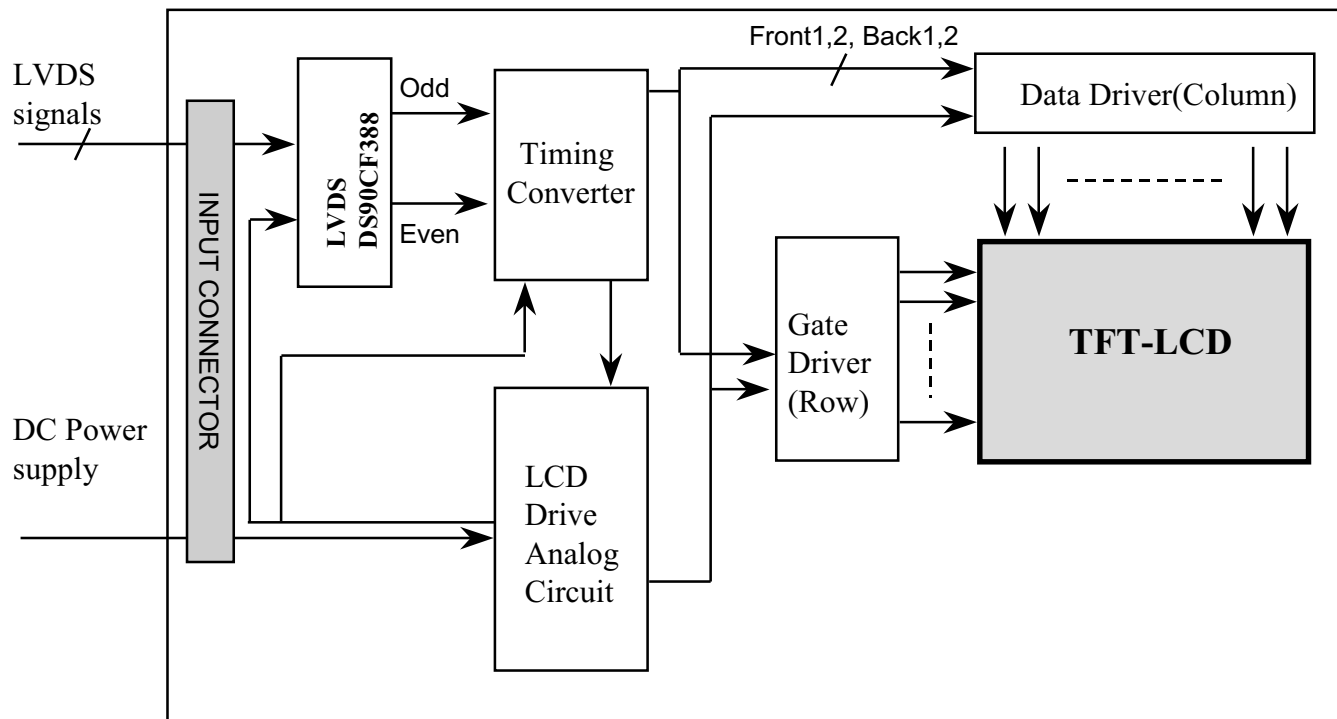 Front1,2, Back1,2
LVDS
signals
Odd
Data Driver(Column)
INPUT CONNECTOR
LVDS
DS90CF388
Timing
Converter
Even
Gate
Driver
(Row)
TFT-LCD
DC Power
supply
LCD
Drive
Analog
Circuit